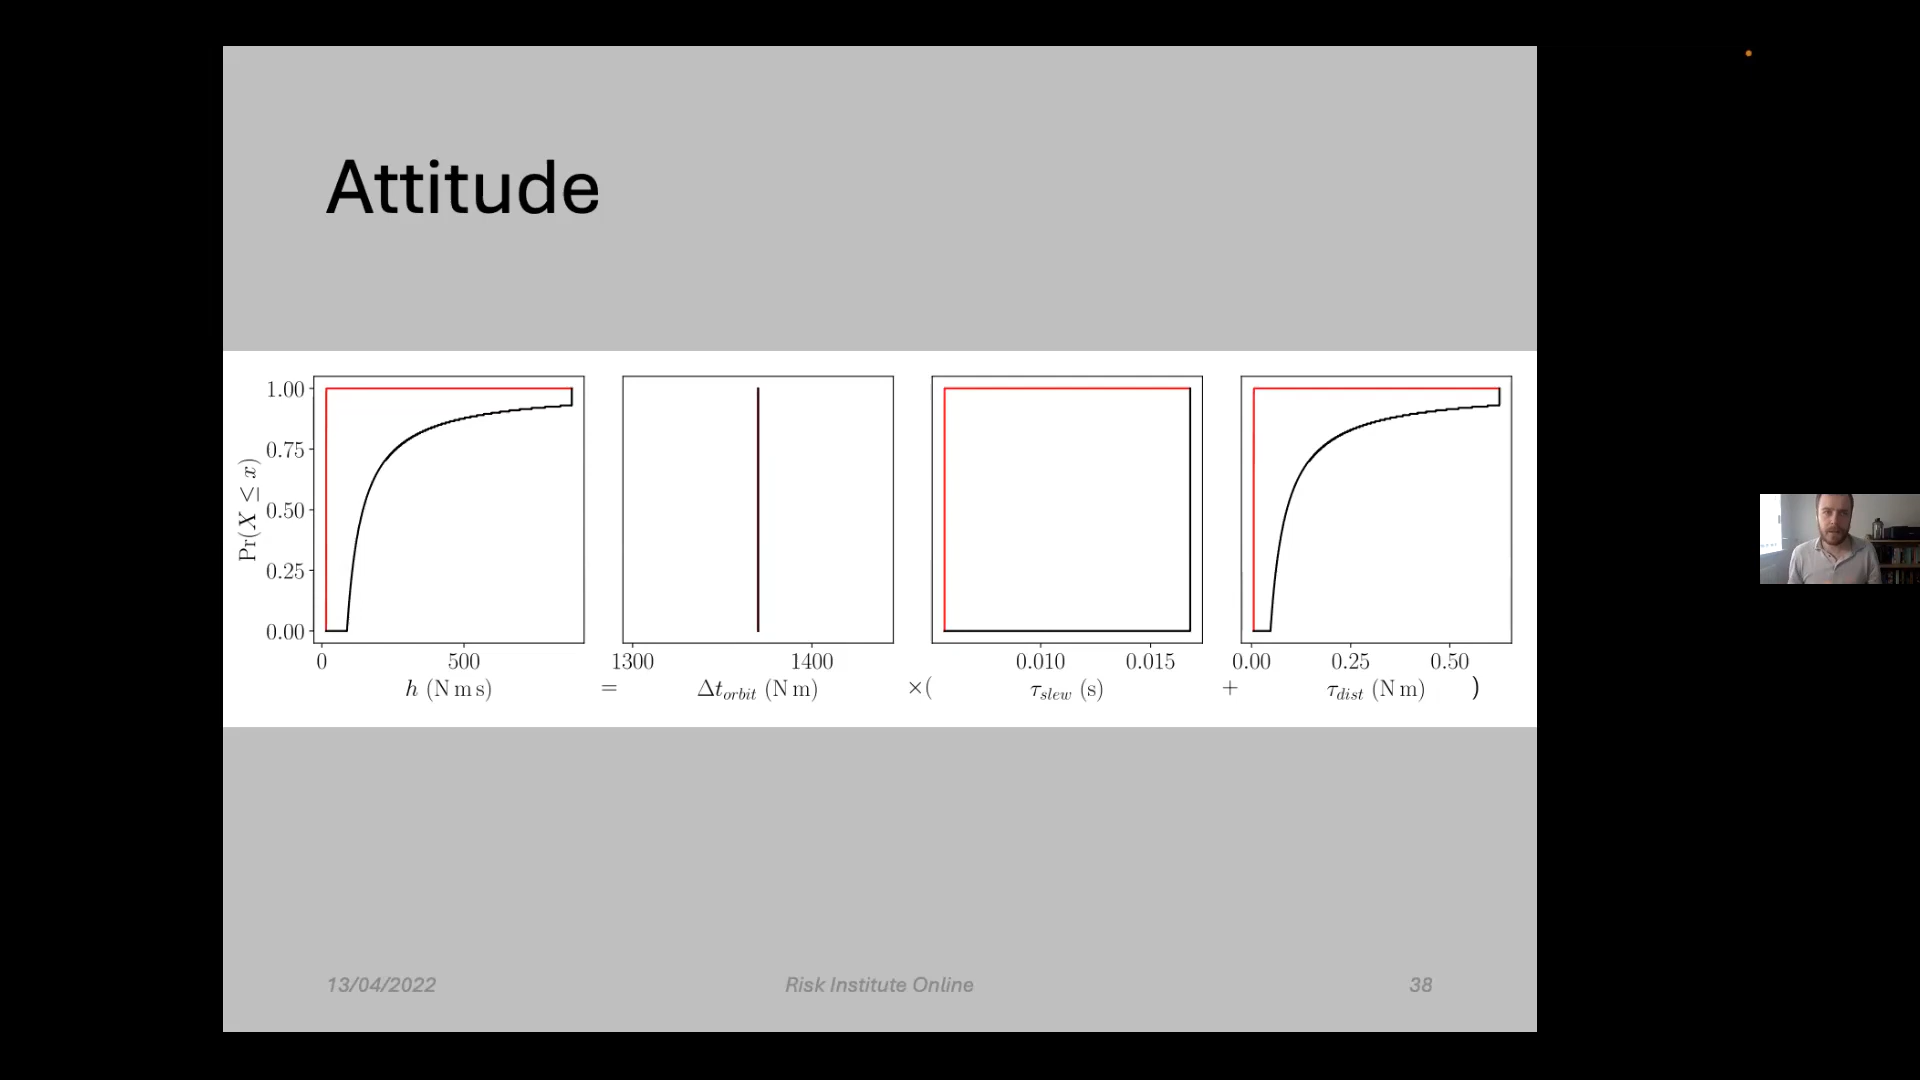 Attitude
Pr(X ≤ x)
1.00
0.75
0.50
0.25
0.00
0 500
1300 1400
0.010 0.015
0.00 0.25 0.50
h (N m s) = Δt_orbit (N m) ×( τ_slew (s) + τ_dist (N m) )
13/04/2022 Risk Institute Online 38